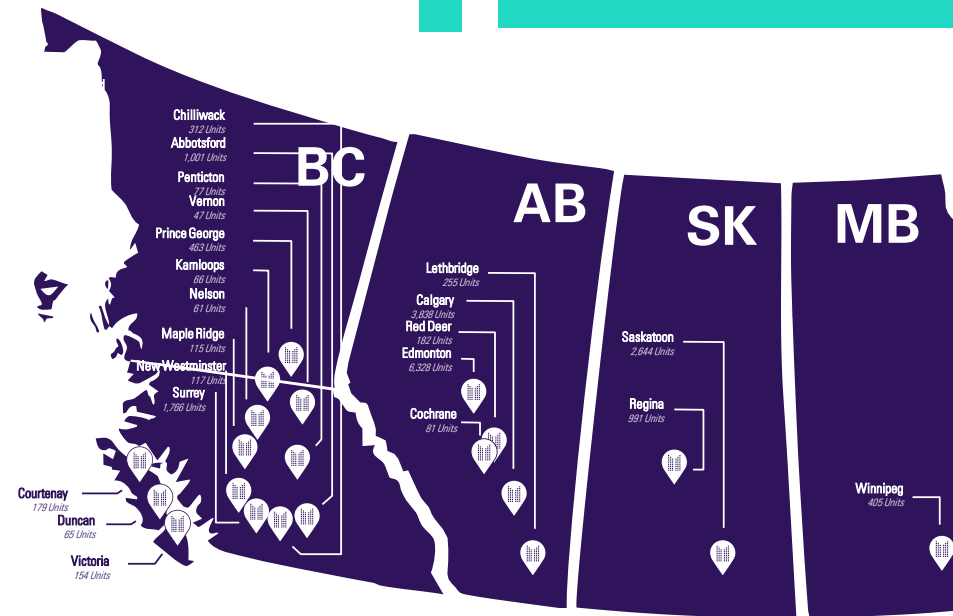 Chilliwack
312 Units
Abbotsford
1,001 Units
Penticton
77 Units
Vernon
47 Units
Prince George
463 Units
Kamloops
66 Units
Nelson
61 Units
Maple Ridge
115 Units
New Westminster
117 Units
Surrey
1,766 Units
Courtenay
179 Units
Duncan
65 Units
Victoria
154 Units
BC
AB
Lethbridge
255 Units
Calgary
3,838 Units
Red Deer
182 Units
Edmonton
6,328 Units
Cochrane
81 Units
SK
Saskatoon
2,644 Units
Regina
991 Units
MB
Winnipeg
405 Units